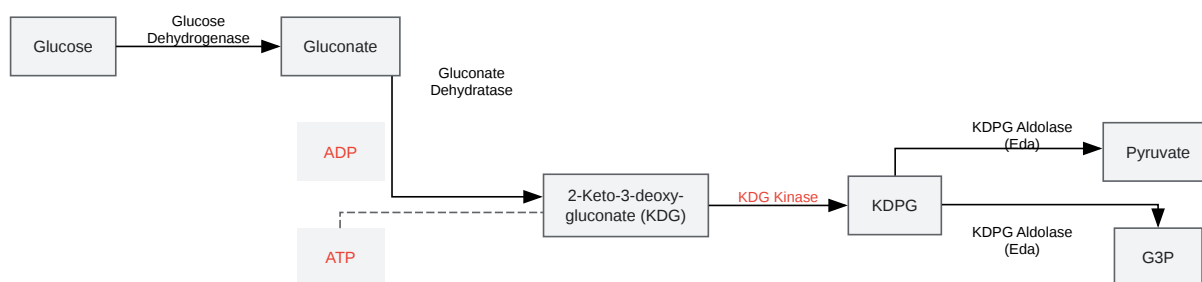 Glucose
Glucose
Dehydrogenase
Gluconate
Gluconate
Dehydratase
ADP
ATP
2-Keto-3-deoxy-
gluconate (KDG)
KDG Kinase
KDPG
KDPG Aldolase
(Eda)
Pyruvate
KDPG Aldolase
(Eda)
G3P